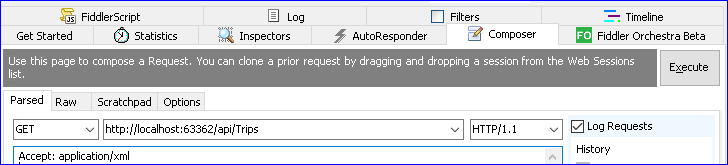 FiddlerScript Log Filters Timeline
Get Started Statistics Inspectors AutoResponder Composer FO Fiddler Orchestra Beta
Use this page to compose a Request. You can clone a prior request by dragging and dropping a session from the Web Sessions
list.
Execute
Parsed Raw Scratchpad Options
GET http://localhost:63362/api/Trips HTTP/1.1 Log Requests
Accept: application/xml
History